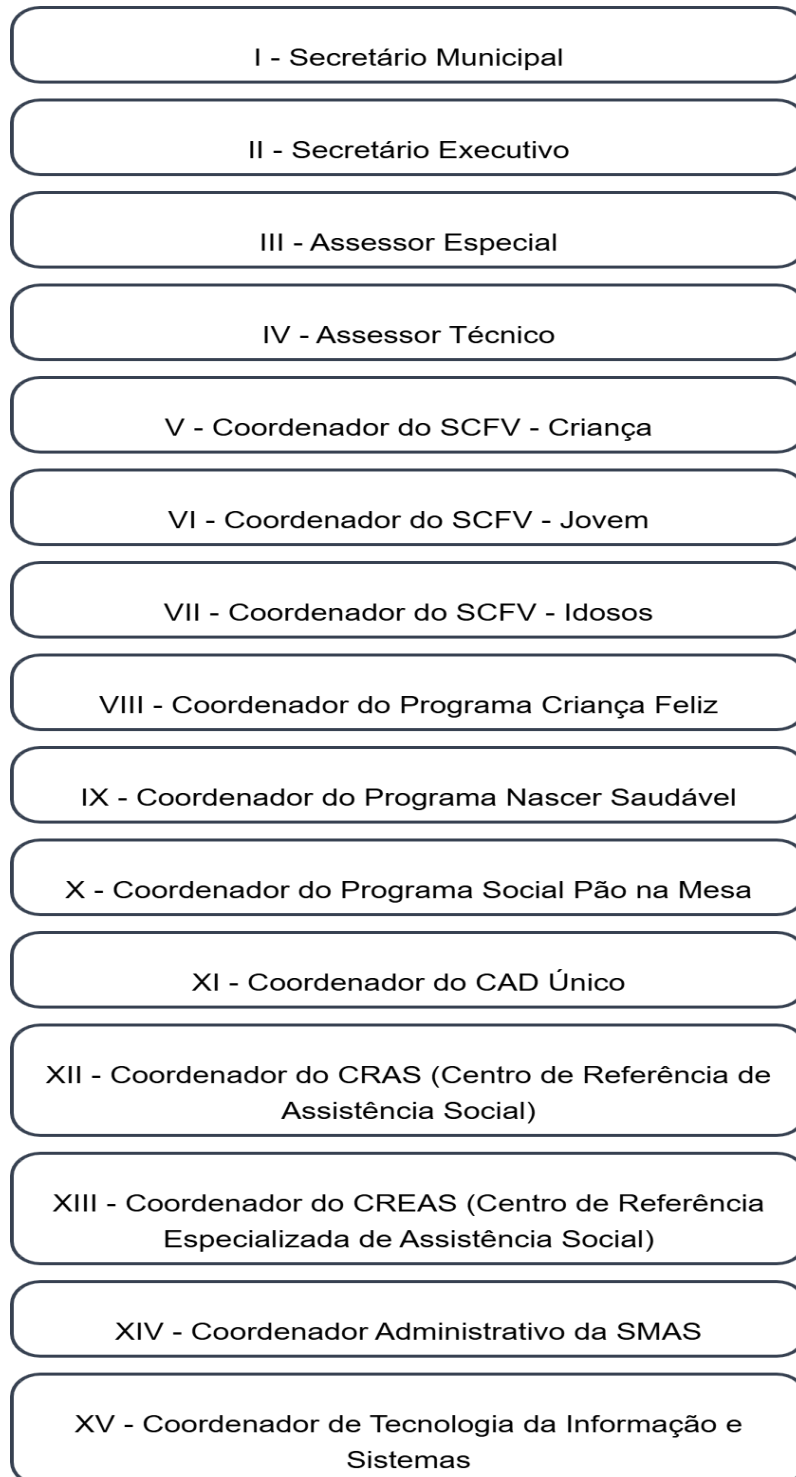 I - Secretário Municipal
II - Secretário Executivo
III - Assessor Especial
IV - Assessor Técnico
V - Coordenador do SCFV - Criança
VI - Coordenador do SCFV - Jovem
VII - Coordenador do SCFV - Idosos
VIII - Coordenador do Programa Criança Feliz
IX - Coordenador do Programa Nascer Saudável
X - Coordenador do Programa Social Pão na Mesa
XI - Coordenador do CAD Único
XII - Coordenador do CRAS (Centro de Referência de
Assistência Social)
XIII - Coordenador do CREAS (Centro de Referência
Especializada de Assistência Social)
XIV - Coordenador Administrativo da SMAS
XV - Coordenador de Tecnologia da Informação e
Sistemas